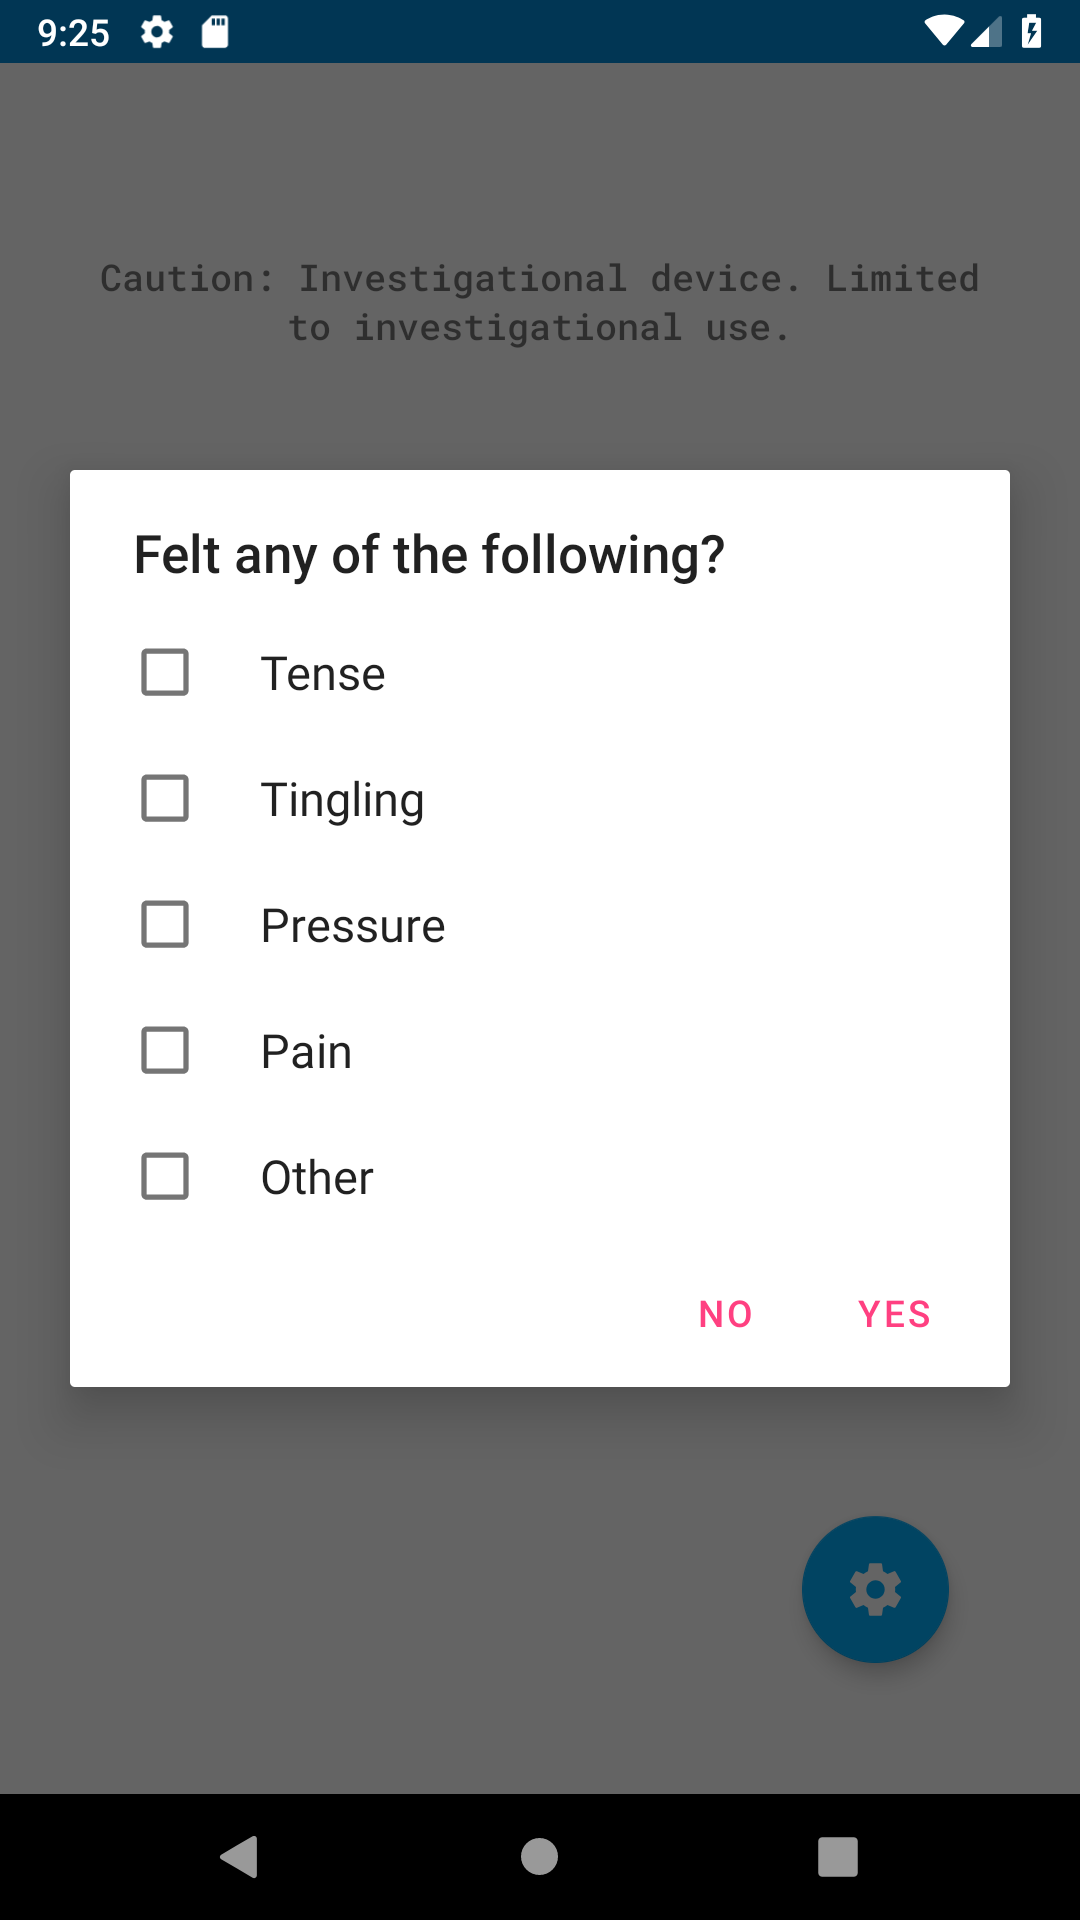 9:25
Caution: Investigational device. Limited
to investigational use.
Felt any of the following?
Tense
Tingling
Pressure
Pain
Other
NO YES